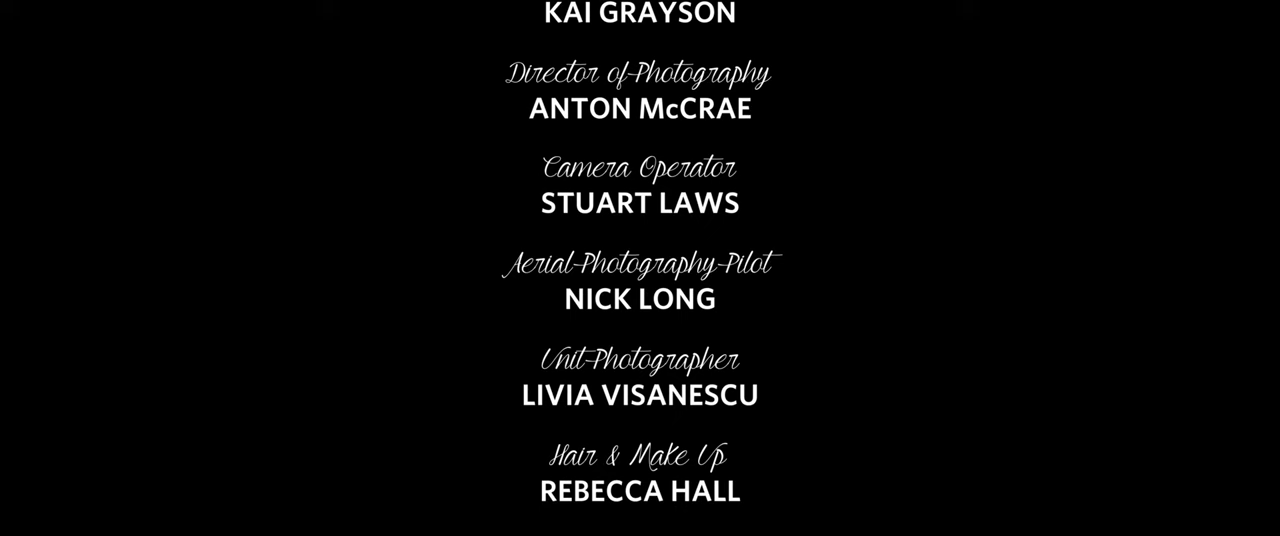 KAI GRAYSON
Director of Photography
ANTON McCRAE
Camera Operator
STUART LAWS
Aerial Photography Pilot
NICK LONG
Unit Photographer
LIVIA VISANESCU
Hair & Make Up
REBECCA HALL